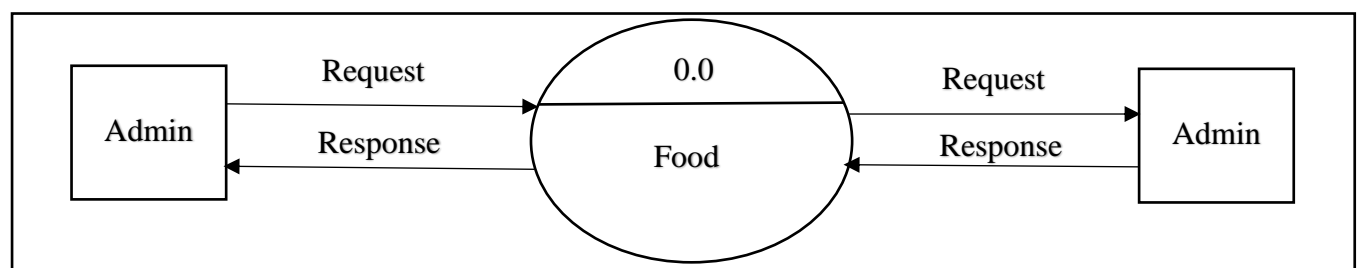 Request
0.0
Request
Admin
Admin
Response
Food
Response